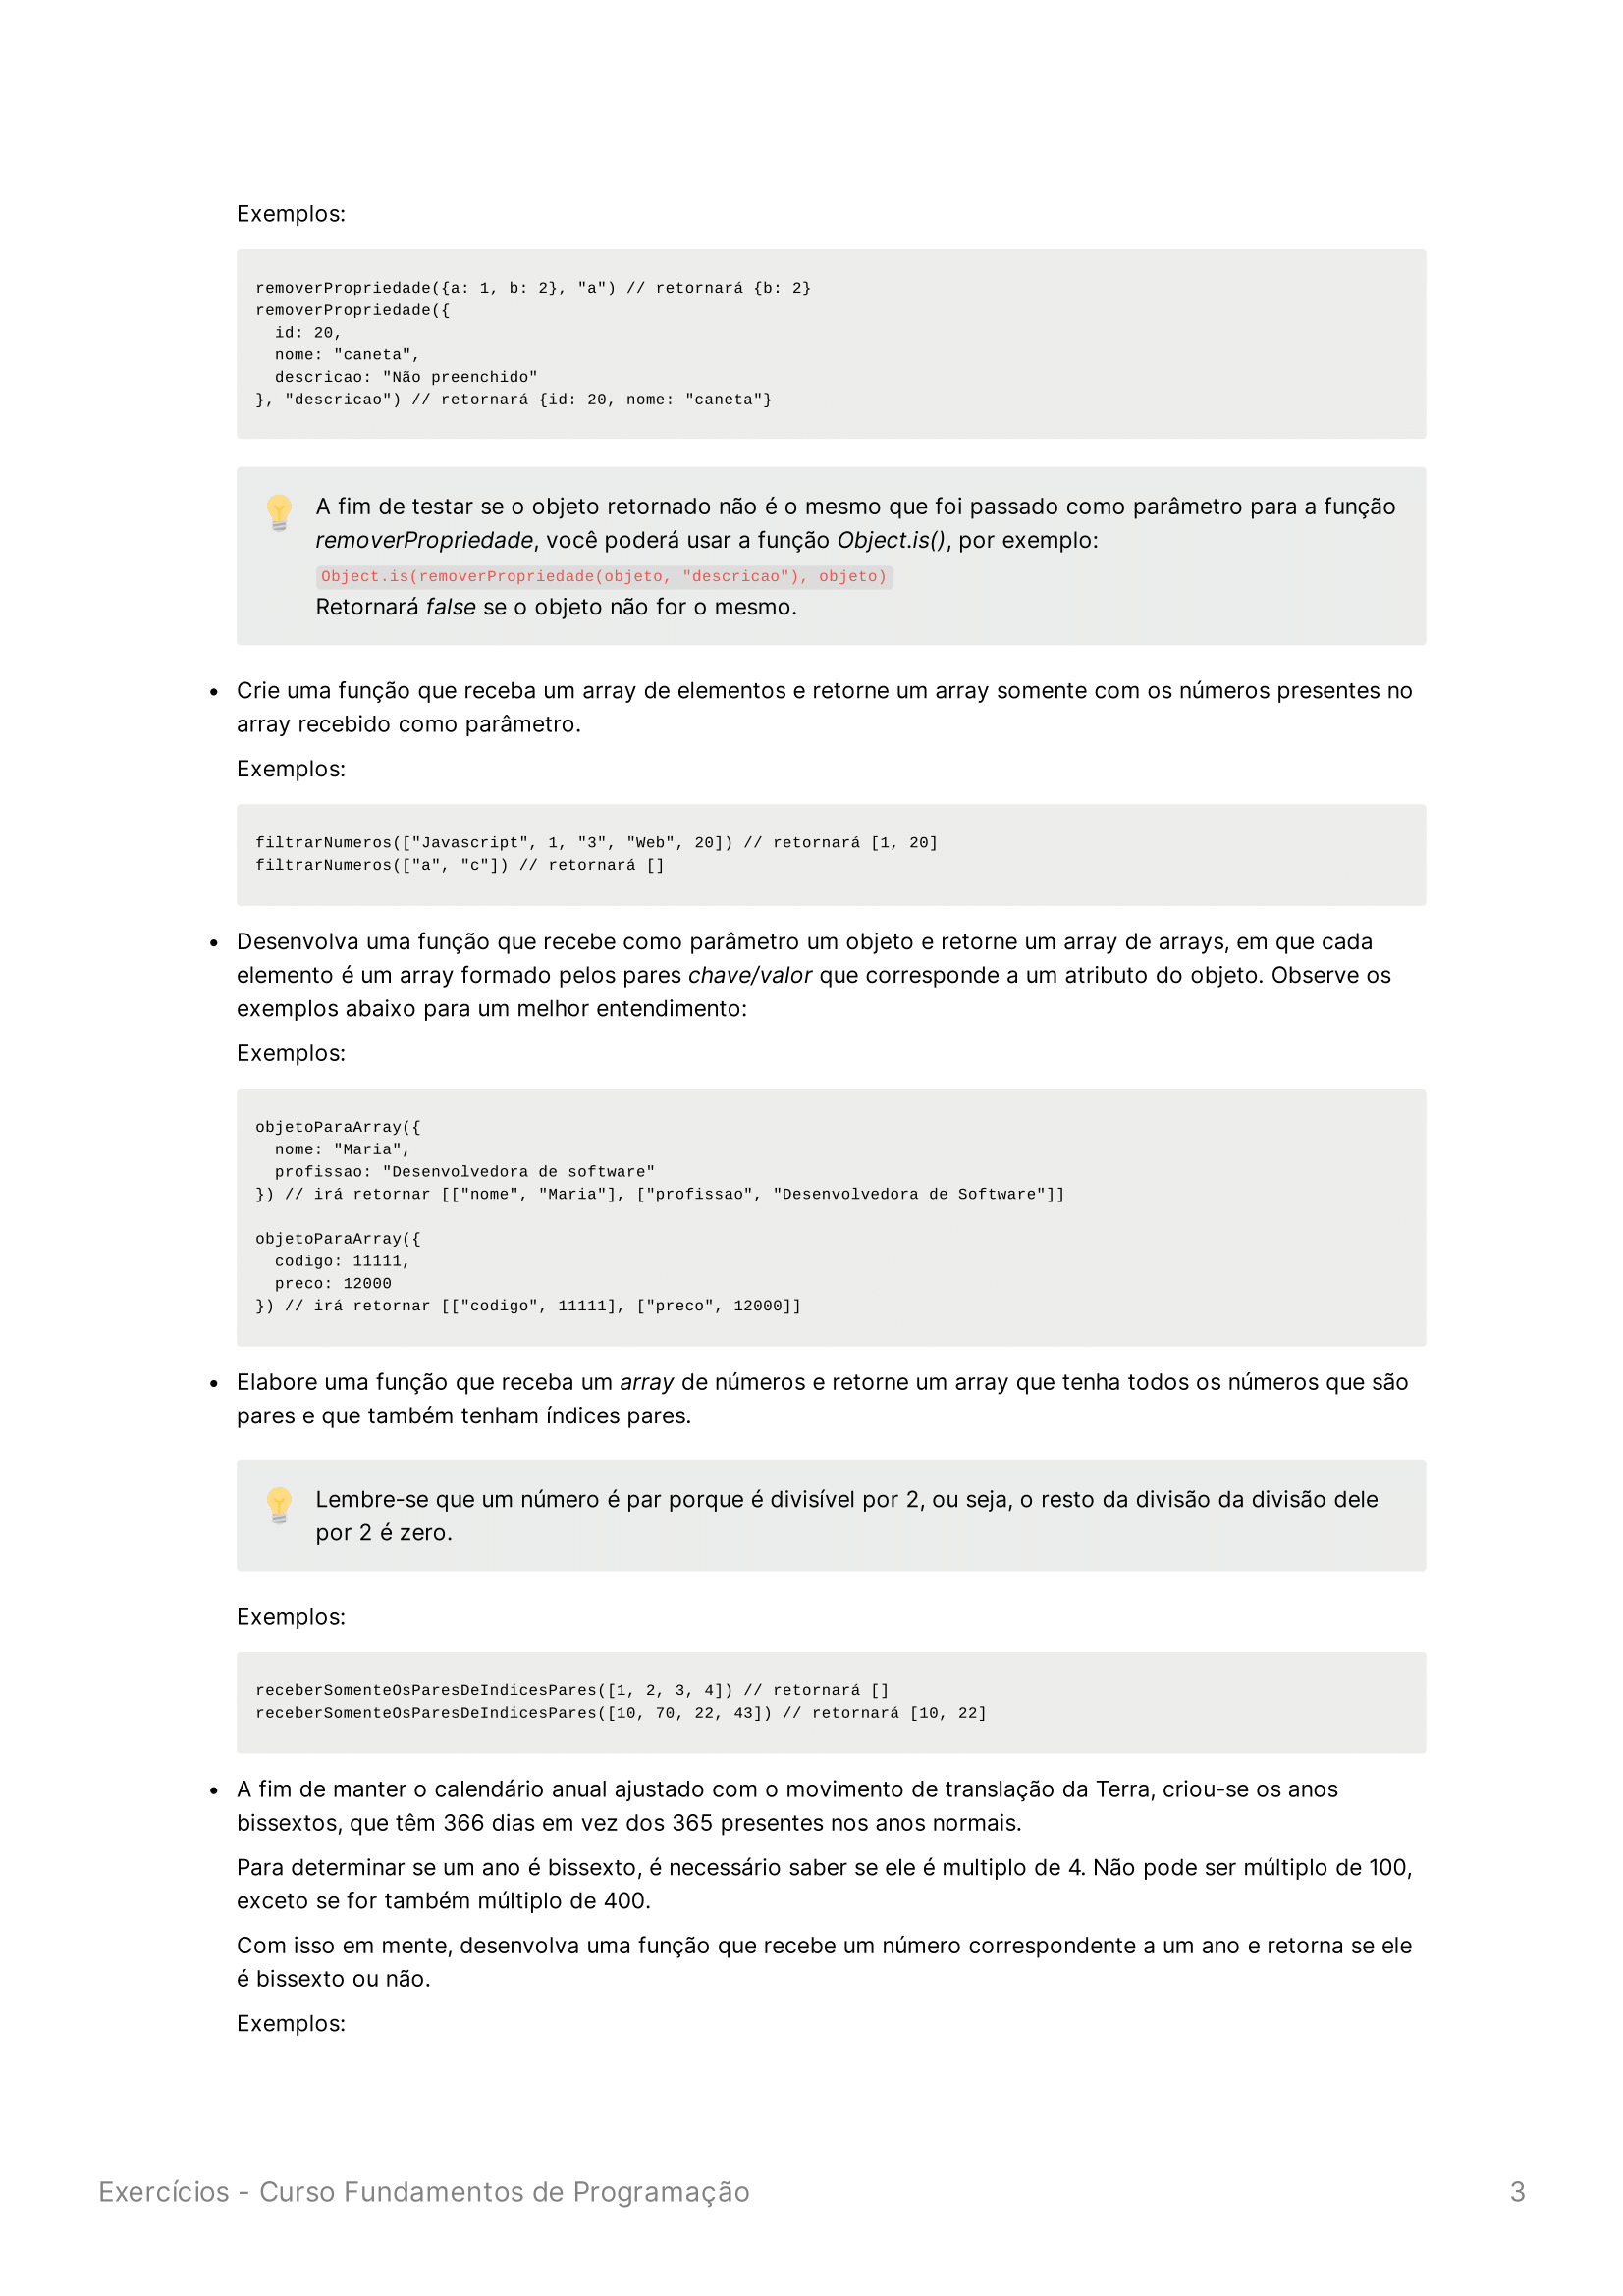 Exemplos:
removerPropriedade({a: 1, b: 2}, "a") // retornará {b: 2}
removerPropriedade({
  id: 20,
  nome: "caneta",
  descricao: "Não preenchido"
}, "descricao") // retornará {id: 20, nome: "caneta"}
A fim de testar se o objeto retornado não é o mesmo que foi passado como parâmetro para a função
removerPropriedade, você poderá usar a função Object.is(), por exemplo:
Object.is(removerPropriedade(objeto, "descricao"), objeto)
Retornará false se o objeto não for o mesmo.
• Crie uma função que receba um array de elementos e retorne um array somente com os números presentes no
array recebido como parâmetro.
Exemplos:
filtrarNumeros(["Javascript", 1, "3", "Web", 20]) // retornará [1, 20]
filtrarNumeros(["a", "c"]) // retornará []
• Desenvolva uma função que recebe como parâmetro um objeto e retorne um array de arrays, em que cada
elemento é um array formado pelos pares chave/valor que corresponde a um atributo do objeto. Observe os
exemplos abaixo para um melhor entendimento:
Exemplos:
objetoParaArray({
  nome: "Maria",
  profissao: "Desenvolvedora de software"
}) // irá retornar [["nome", "Maria"], ["profissao", "Desenvolvedora de Software"]]
objetoParaArray({
  codigo: 11111,
  preco: 12000
}) // irá retornar [["codigo", 11111], ["preco", 12000]]
• Elabore uma função que receba um array de números e retorne um array que tenha todos os números que são
pares e que também tenham índices pares.
Lembre-se que um número é par porque é divisível por 2, ou seja, o resto da divisão da divisão dele
por 2 é zero.
Exemplos:
receberSomenteOsParesDeIndicesPares([1, 2, 3, 4]) // retornará []
receberSomenteOsParesDeIndicesPares([10, 70, 22, 43]) // retornará [10, 22]
• A fim de manter o calendário anual ajustado com o movimento de translação da Terra, criou-se os anos
bissextos, que têm 366 dias em vez dos 365 presentes nos anos normais.
Para determinar se um ano é bissexto, é necessário saber se ele é multiplo de 4. Não pode ser múltiplo de 100,
exceto se for também múltiplo de 400.
Com isso em mente, desenvolva uma função que recebe um número correspondente a um ano e retorna se ele
é bissexto ou não.
Exemplos:
Exercícios - Curso Fundamentos de Programação 3